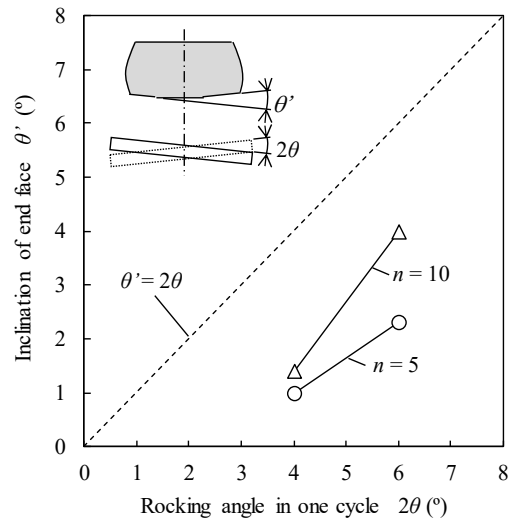 8
7
6
5
4
3
2
1
0
Inclination of end face θ’ (º)
θ’
2θ
θ’= 2θ
n = 10
n = 5
0 1 2 3 4 5 6 7 8
Rocking angle in one cycle 2θ (º)